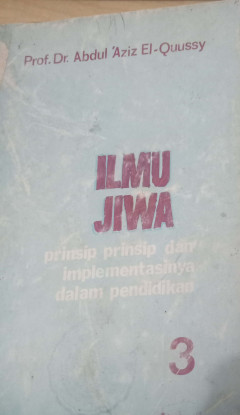 Prof. Dr. Abdul 'Aziz El-Quussy
ILMU
JIWA
prinsip prinsip dan
implementasinya
dalam pendidikan
3